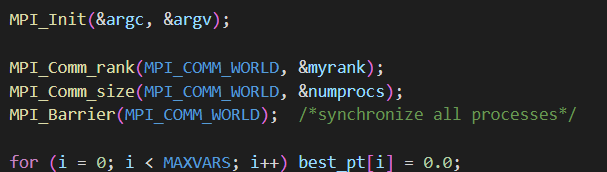 MPI_Init(&argc, &argv);
MPI_Comm_rank(MPI_COMM_WORLD, &myrank);
MPI_Comm_size(MPI_COMM_WORLD, &numprocs);
MPI_Barrier(MPI_COMM_WORLD);  /*synchronize all processes*/
for (i = 0; i < MAXVARS; i++) best_pt[i] = 0.0;